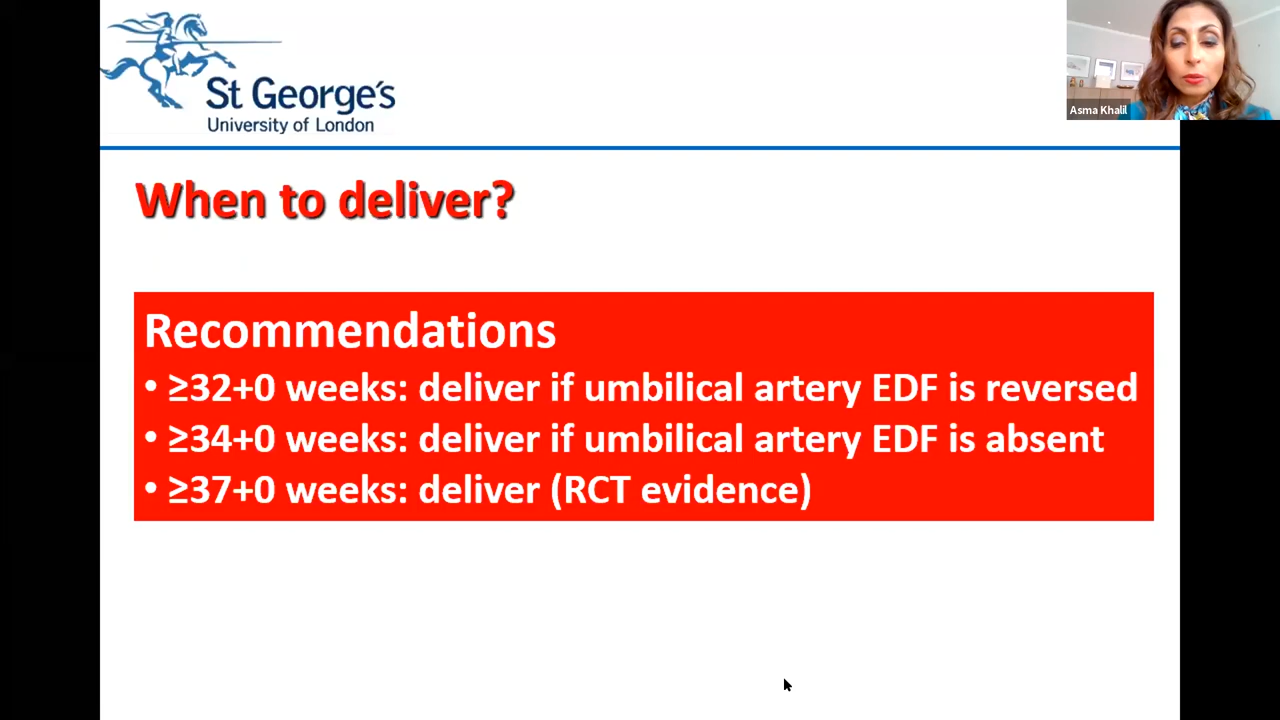 St George's
University of London
Asma Khalil
When to deliver?
Recommendations
• ≥32+0 weeks: deliver if umbilical artery EDF is reversed
• ≥34+0 weeks: deliver if umbilical artery EDF is absent
• ≥37+0 weeks: deliver (RCT evidence)